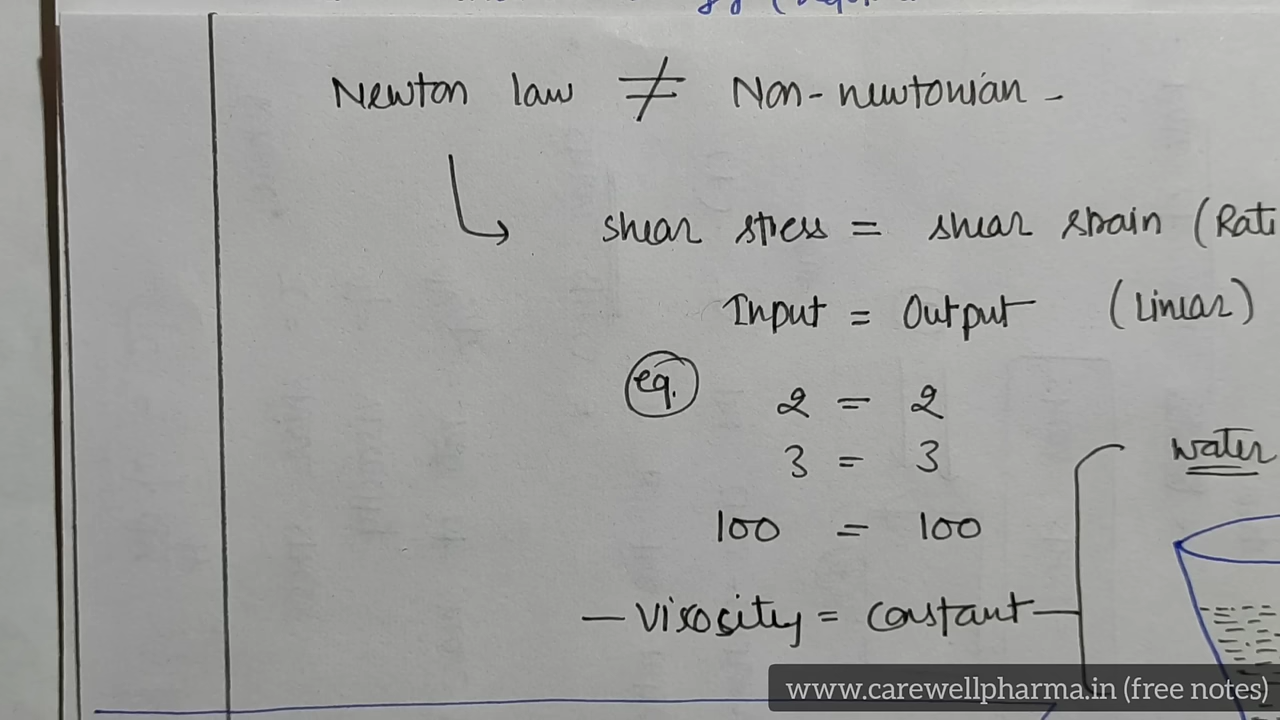 Newton law ≠ Non-newtonian -
shear stress = shear strain (Rati
Input = Output (Linear)
eg.
2 = 2
3 = 3
100 = 100
water
- Viscosity = constant
www.carewellpharma.in (free notes)